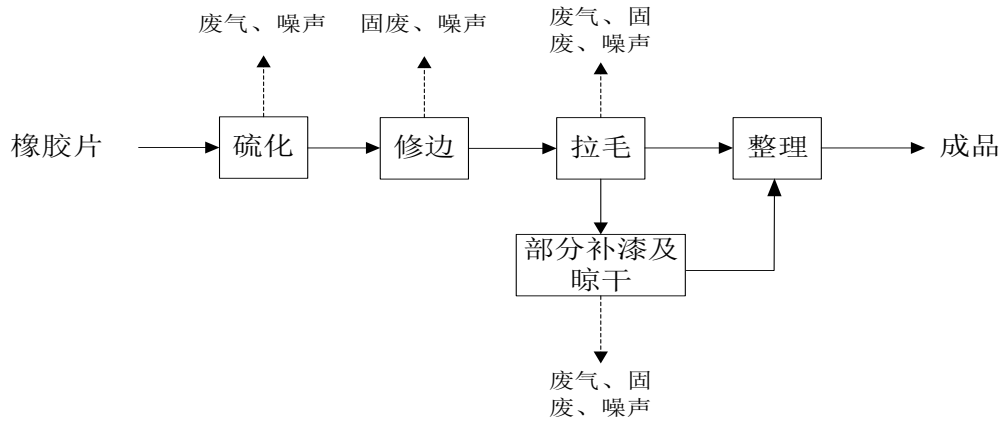 废气、噪声
固废、噪声
废气、固
废、噪声
橡胶片
硫化
修边
拉毛
整理
成品
部分补漆及
晾干
废气、固
废、噪声